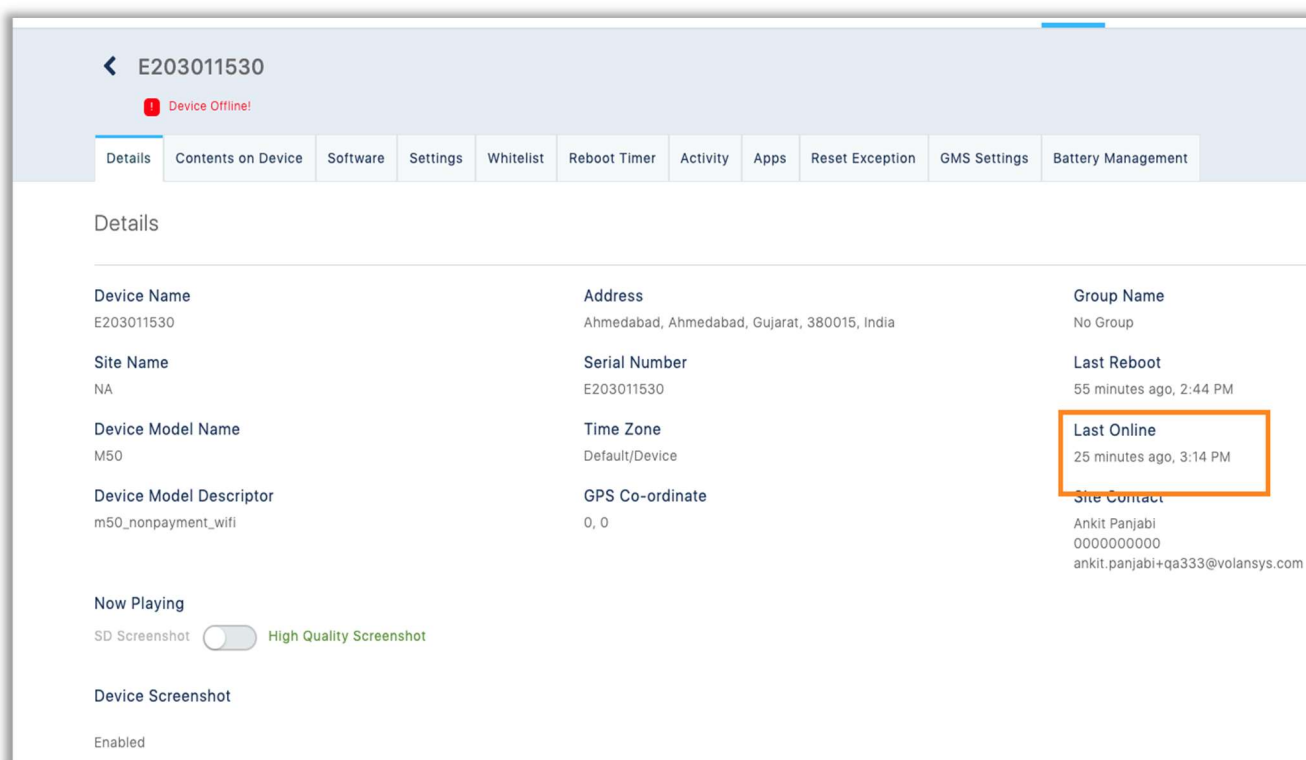 E203011530
! Device Offline!
Details Contents on Device Software Settings Whitelist Reboot Timer Activity Apps Reset Exception GMS Settings Battery Management
Details
Device Name Address Group Name
E203011530 Ahmedabad, Ahmedabad, Gujarat, 380015, India No Group
Site Name Serial Number Last Reboot
NA E203011530 55 minutes ago, 2:44 PM
Device Model Name Time Zone Last Online
M50 Default/Device 25 minutes ago, 3:14 PM
Device Model Descriptor GPS Co-ordinate Site Contact
m50_nonpayment_wifi 0, 0 Ankit Panjabi
0000000000
ankit.panjabi+qa333@volansys.com
Now Playing
SD Screenshot High Quality Screenshot
Device Screenshot
Enabled